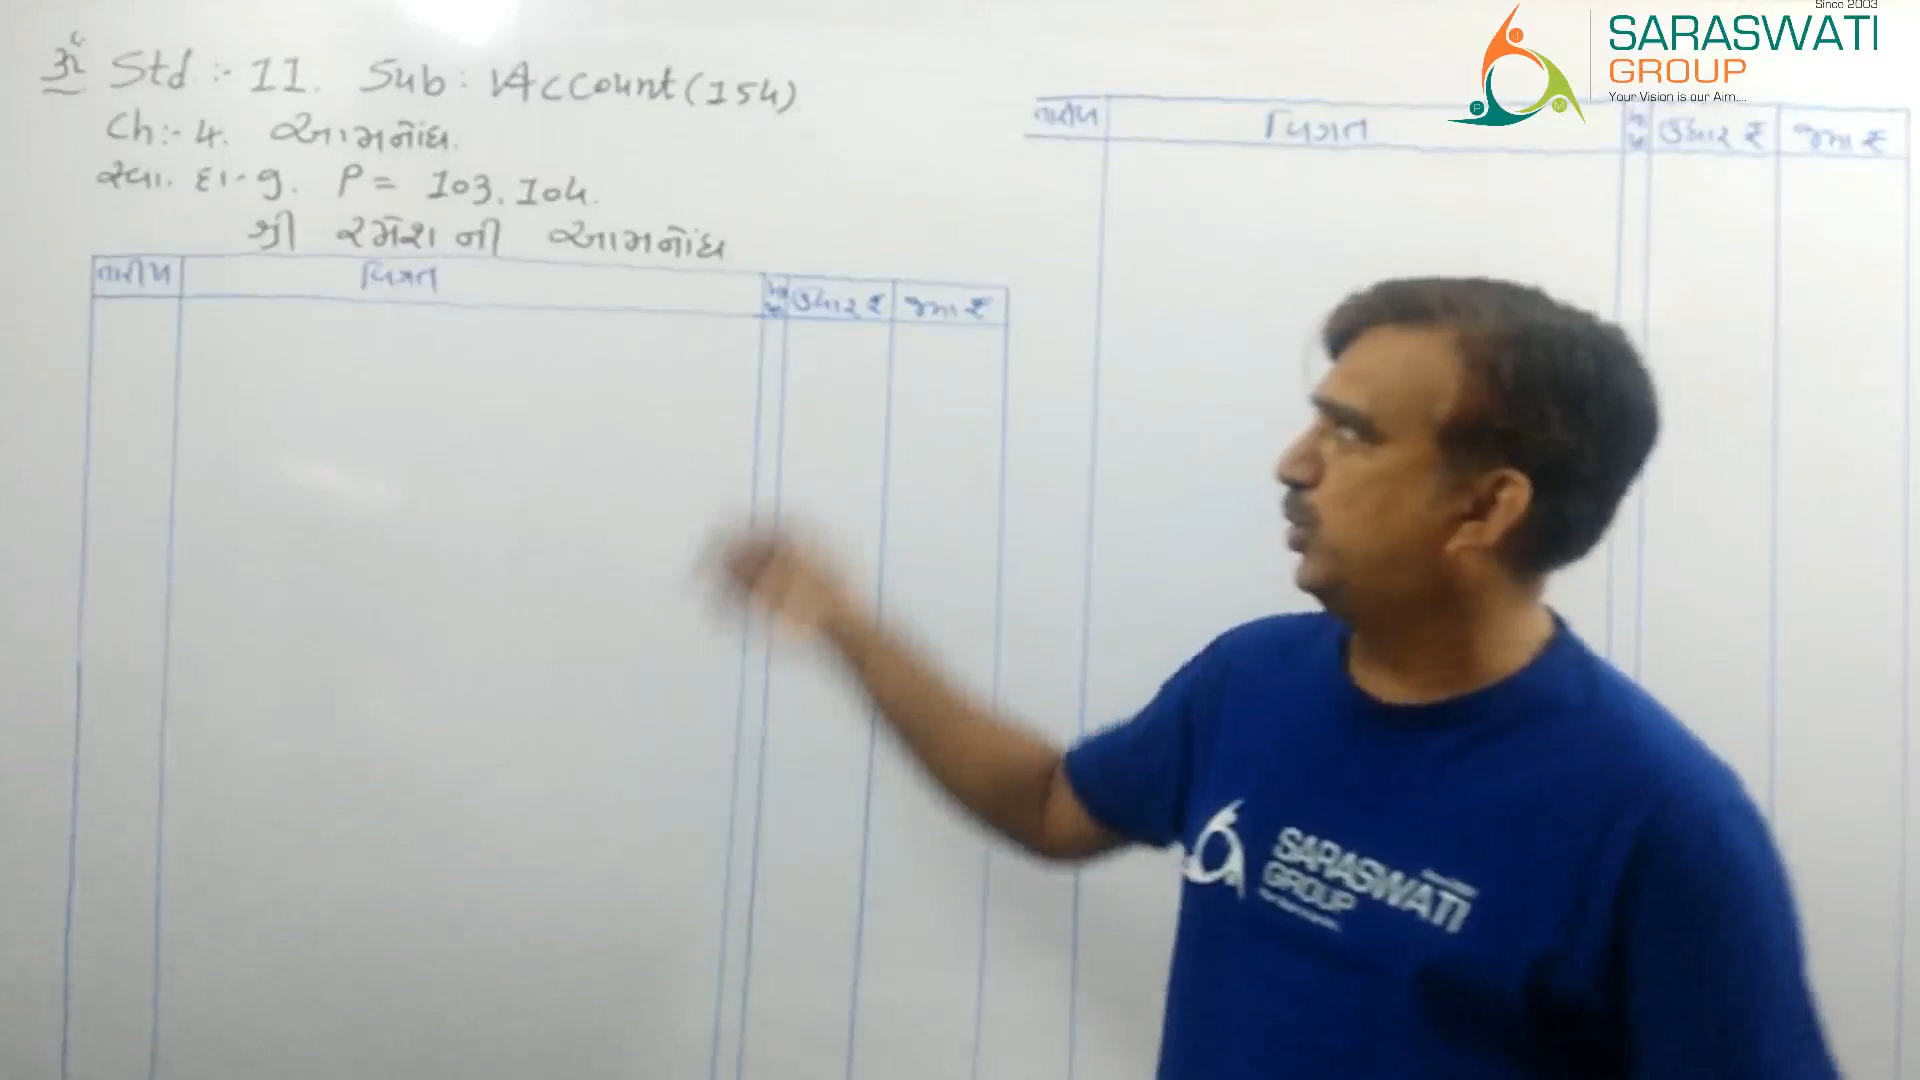 ૐ Std :- 11. Sub : Account (154)
Ch:- 4. આમનોંધ.
સ્વા. દા.-9. P = 103, 104.
શ્રી રમેશ ની આમનોંધ
તારીખ વિગત ખા પા ઉધાર ₹ જમા ₹
તારીખ વિગત ખા પા ઉધાર ₹ જમા ₹
Since 2003
SARASWATI
GROUP
Your Vision is our Aim....
J
P
M
SARASWATI
GROUP